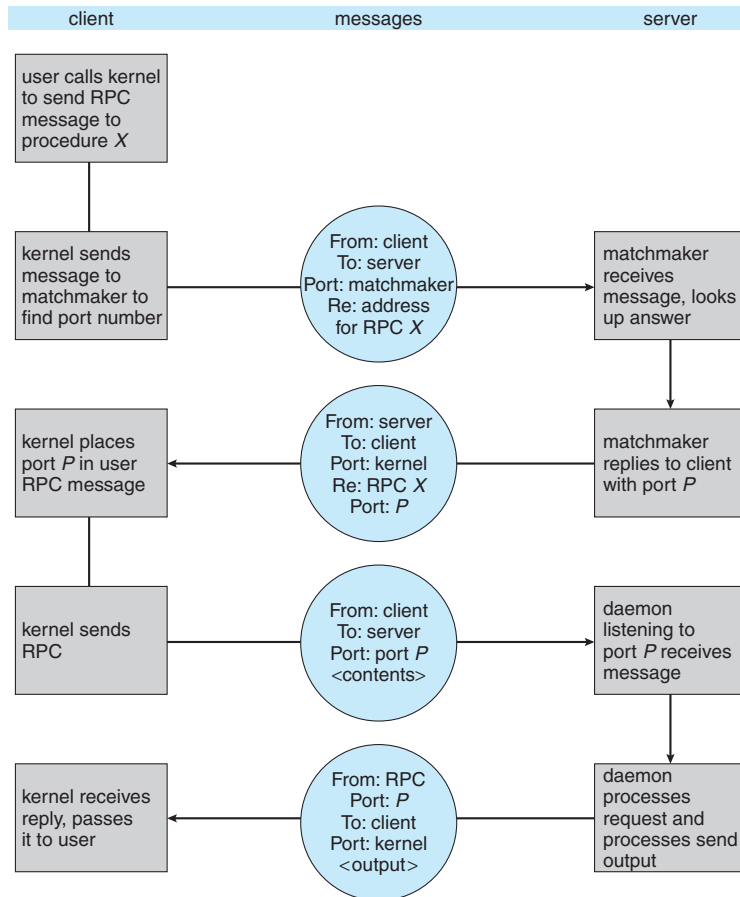 client
messages
server
user calls kernel
to send RPC
message to
procedure X
kernel sends
message to
matchmaker to
find port number
From: client
To: server
Port: matchmaker
Re: address
for RPC X
matchmaker
receives
message, looks
up answer
kernel places
port P in user
RPC message
From: server
To: client
Port: kernel
Re: RPC X
Port: P
matchmaker
replies to client
with port P
kernel sends
RPC
From: client
To: server
Port: port P
<contents>
daemon
listening to
port P receives
message
kernel receives
reply, passes
it to user
From: RPC
Port: P
To: client
Port: kernel
<output>
daemon
processes
request and
processes send
output